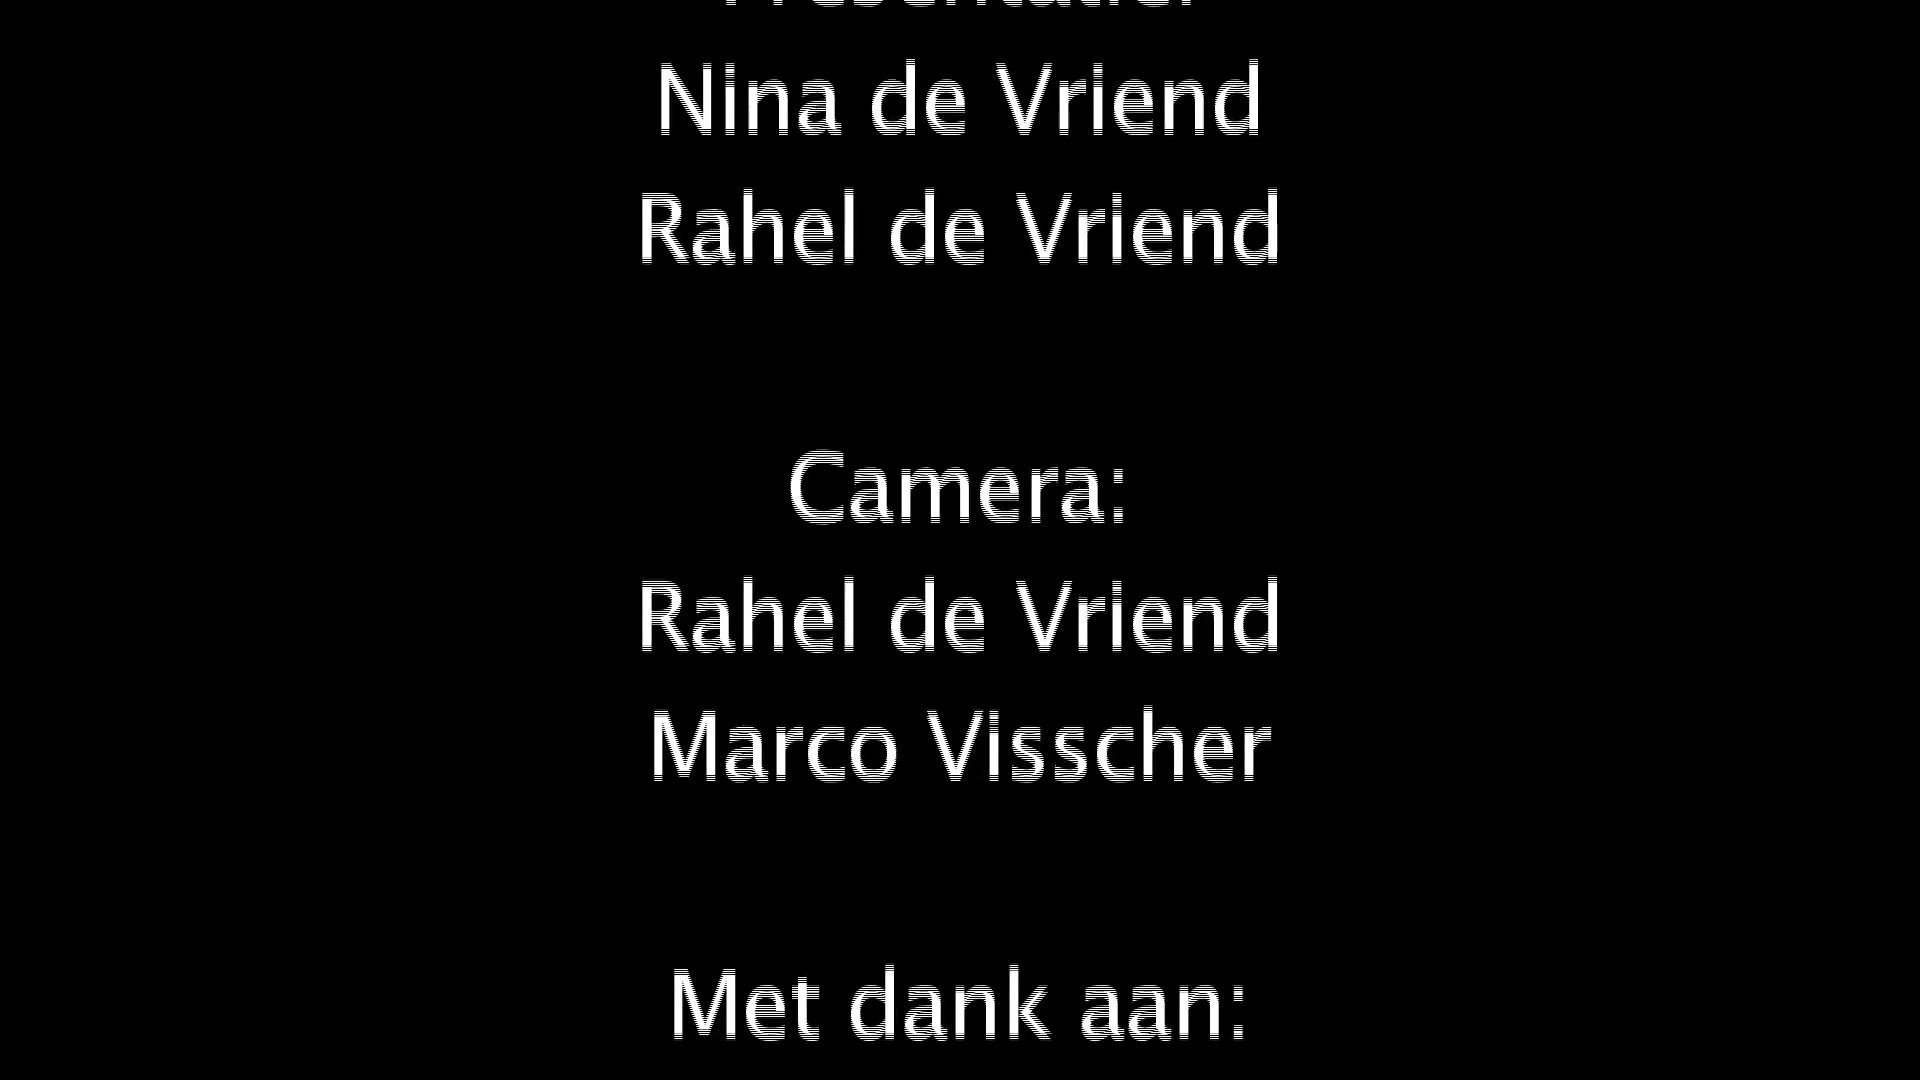 Nina de Vriend
Rahel de Vriend
Camera:
Rahel de Vriend
Marco Visscher
Met dank aan: